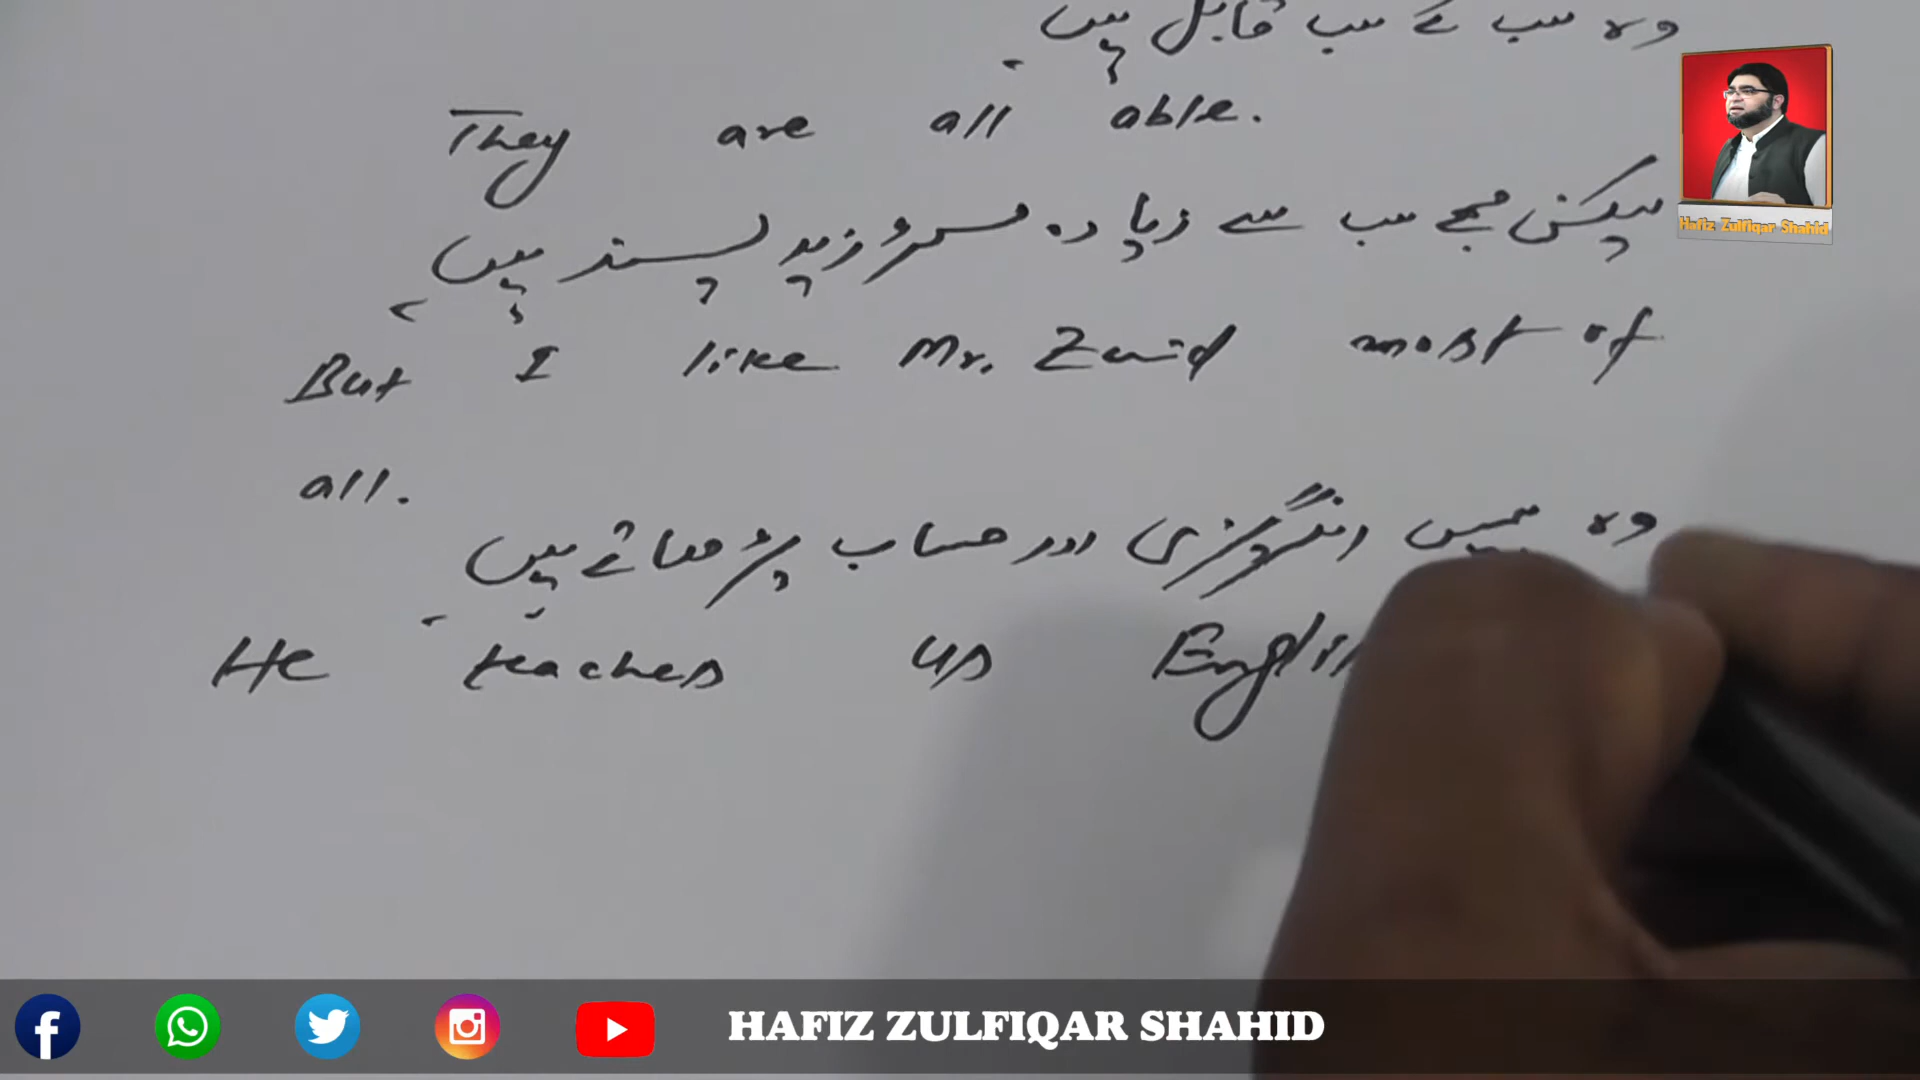 وہ سب کے سب قابل ہیں۔
They are all able.
Hafiz Zulfiqar Shahid
لیکن مجھے سب سے زیادہ مسٹر زید پسند ہیں
But I like Mr. Zaid most of
all.
وہ ہمیں انگریزی اور حساب پڑھاتے ہیں۔
He teaches us
HAFIZ ZULFIQAR SHAHID